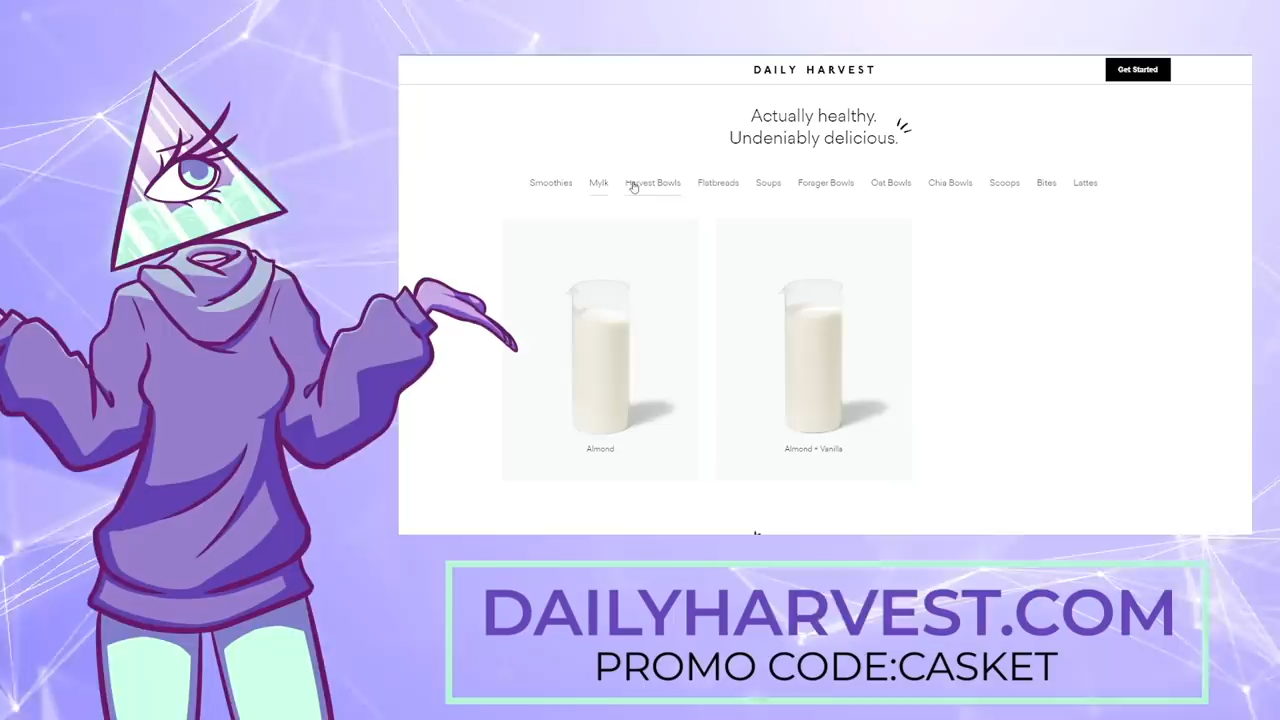 DAILY HARVEST
Get Started
Actually healthy.
Undeniably delicious.
Smoothies Mylk Harvest Bowls Flatbreads Soups Forager Bowls Oat Bowls Chia Bowls Scoops Bites Lattes
Almond
Almond + Vanilla
DAILYHARVEST.COM
PROMO CODE:CASKET